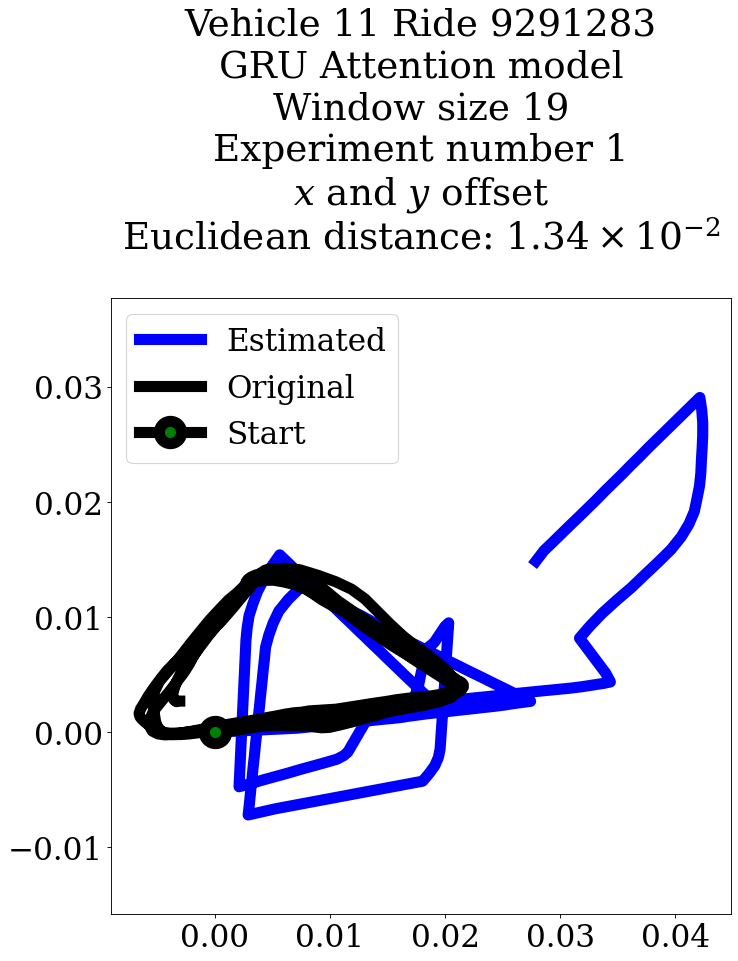 Vehicle 11 Ride 9291283
GRU Attention model
Window size 19
Experiment number 1
x and y offset
Euclidean distance: 1.34 × 10⁻²
Estimated
Original
Start
0.03
0.02
0.01
0.00
−0.01
0.00 0.01 0.02 0.03 0.04